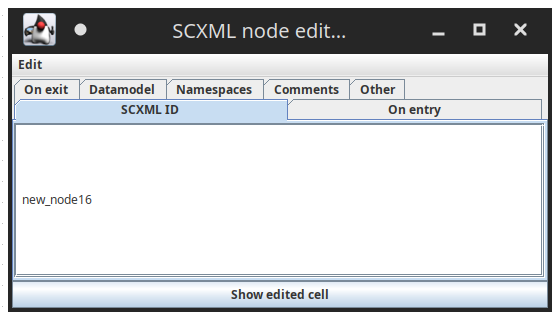 SCXML node edit...
Edit
On exit Datamodel Namespaces Comments Other
SCXML ID On entry
new_node16
Show edited cell